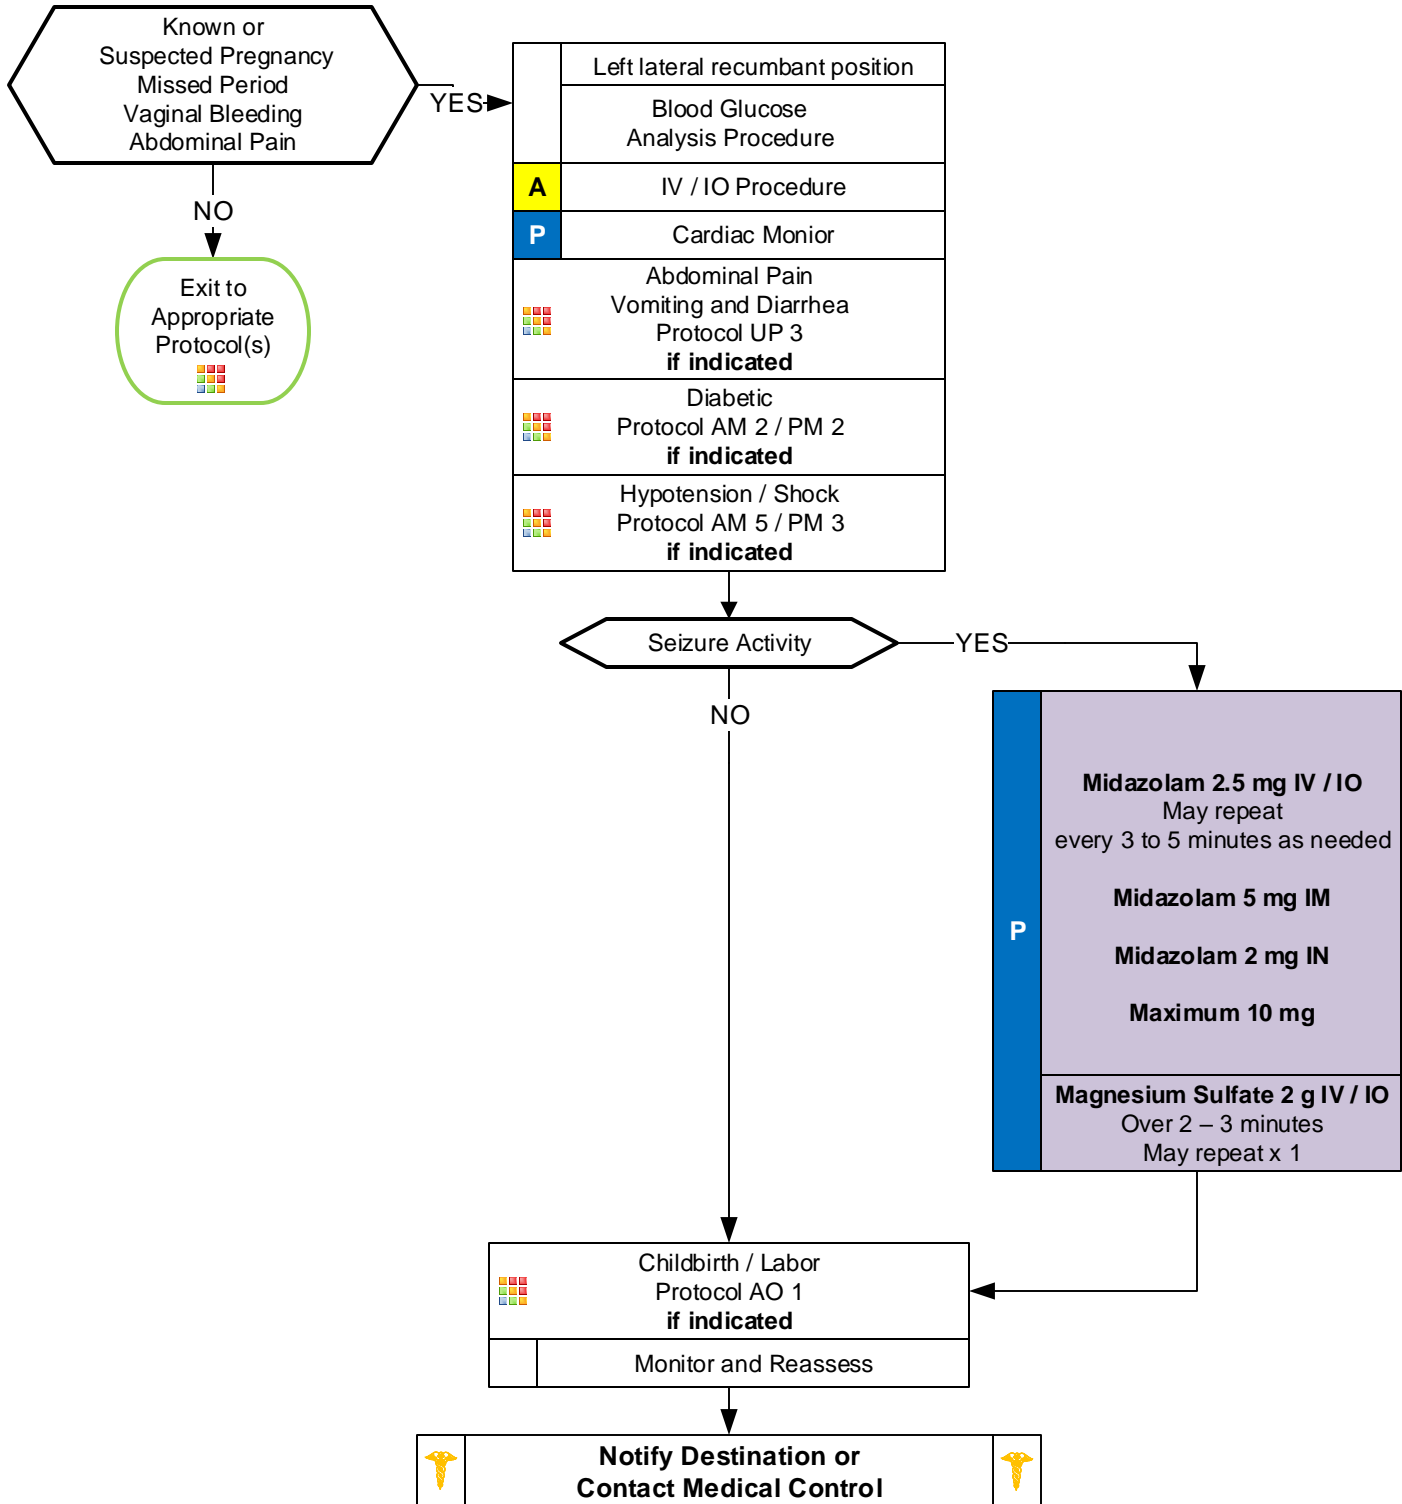 Known or
Suspected Pregnancy
Missed Period
Vaginal Bleeding
Abdominal Pain
YES
NO
Exit to
Appropriate
Protocol(s)
Left lateral recumbant position
Blood Glucose
Analysis Procedure
A
IV / IO Procedure
P
Cardiac Monior
Abdominal Pain
Vomiting and Diarrhea
Protocol UP 3
if indicated
Diabetic
Protocol AM 2 / PM 2
if indicated
Hypotension / Shock
Protocol AM 5 / PM 3
if indicated
Seizure Activity
YES
NO
P
Midazolam 2.5 mg IV / IO
May repeat
every 3 to 5 minutes as needed
Midazolam 5 mg IM
Midazolam 2 mg IN
Maximum 10 mg
Magnesium Sulfate 2 g IV / IO
Over 2 – 3 minutes
May repeat x 1
Childbirth / Labor
Protocol AO 1
if indicated
Monitor and Reassess
Notify Destination or
Contact Medical Control